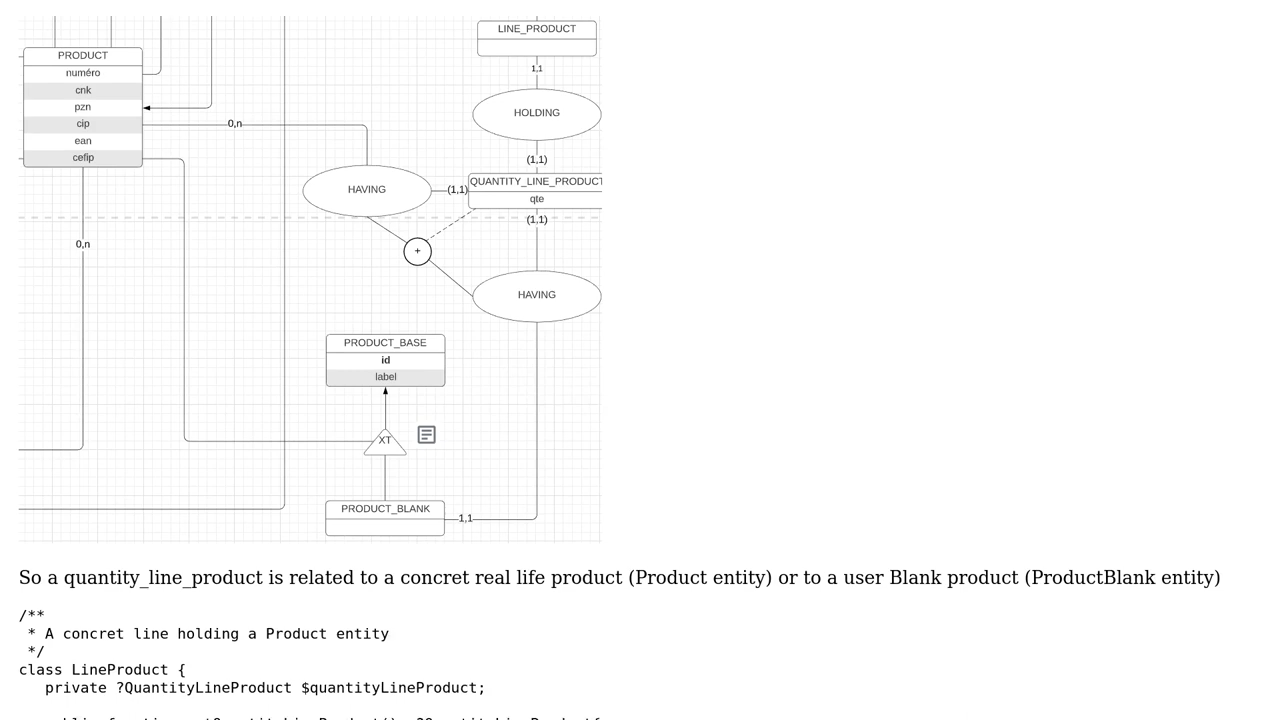 LINE_PRODUCT
PRODUCT
numéro
cnk
pzn
cip
ean
cefip
1,1
HOLDING
0,n
(1,1)
HAVING
(1,1)
QUANTITY_LINE_PRODUCT
qte
(1,1)
0,n
+
HAVING
PRODUCT_BASE
id
label
XT
PRODUCT_BLANK
1,1
So a quantity_line_product is related to a concret real life product (Product entity) or to a user Blank product (ProductBlank entity)
/**
* A concret line holding a Product entity
*/
class LineProduct {
private ?QuantityLineProduct $quantityLineProduct;